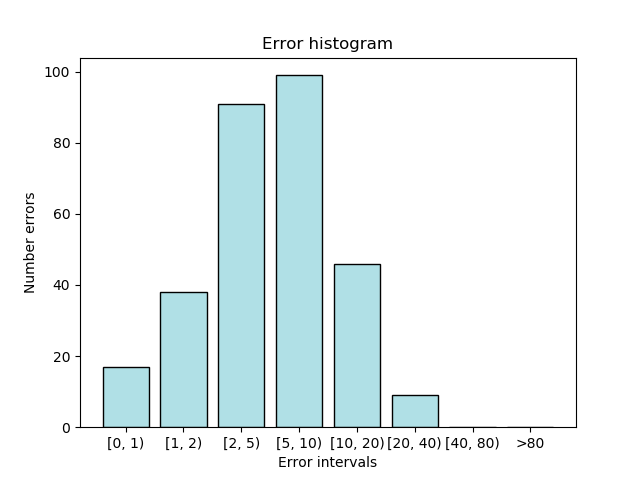 Error histogram
100
80
60
40
20
0
Number errors
[0, 1) [1, 2) [2, 5) [5, 10) [10, 20) [20, 40) [40, 80) >80
Error intervals